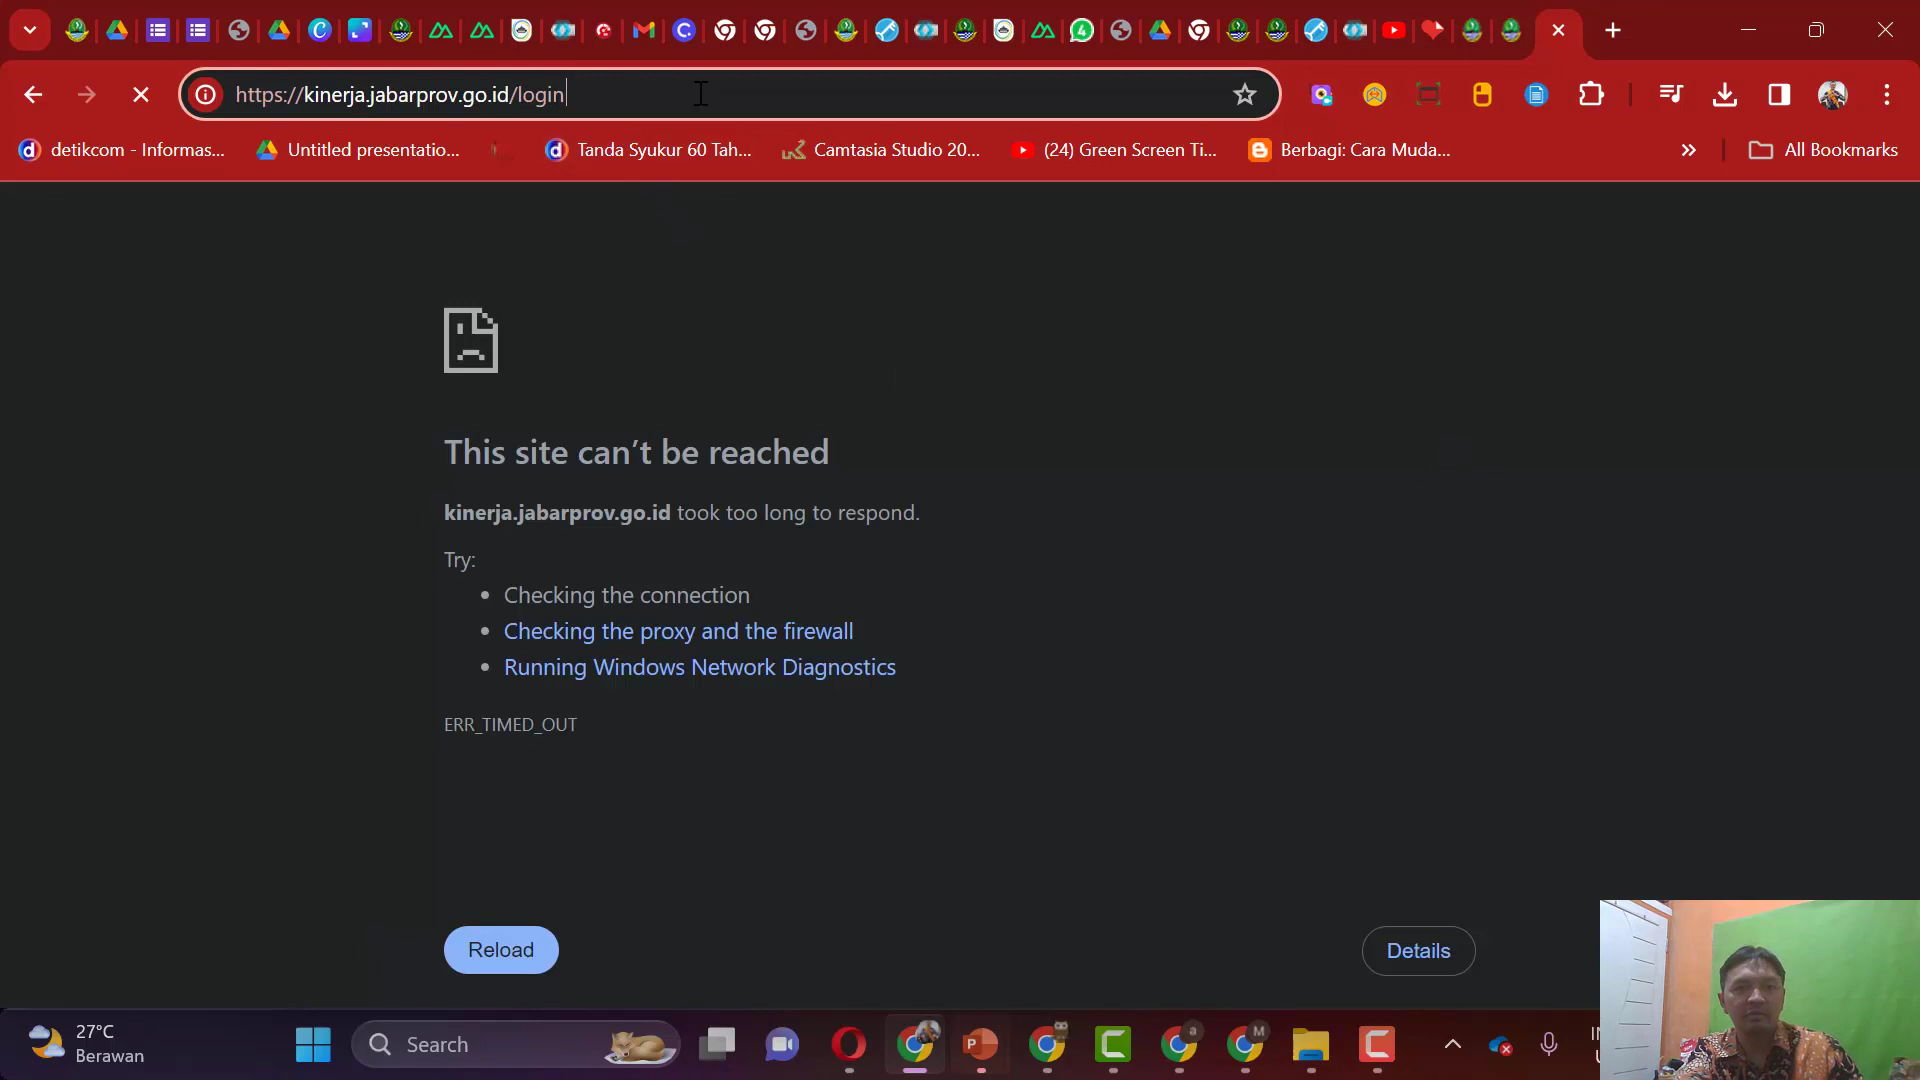 4
https://kinerja.jabarprov.go.id/login
detikcom - Informas...
Untitled presentatio...
Tanda Syukur 60 Tah...
Camtasia Studio 20...
(24) Green Screen Ti...
Berbagi: Cara Muda...
All Bookmarks
This site can’t be reached
kinerja.jabarprov.go.id took too long to respond.
Try:
Checking the connection
Checking the proxy and the firewall
Running Windows Network Diagnostics
ERR_TIMED_OUT
Reload
Details
27°C
Berawan
Search
a
M